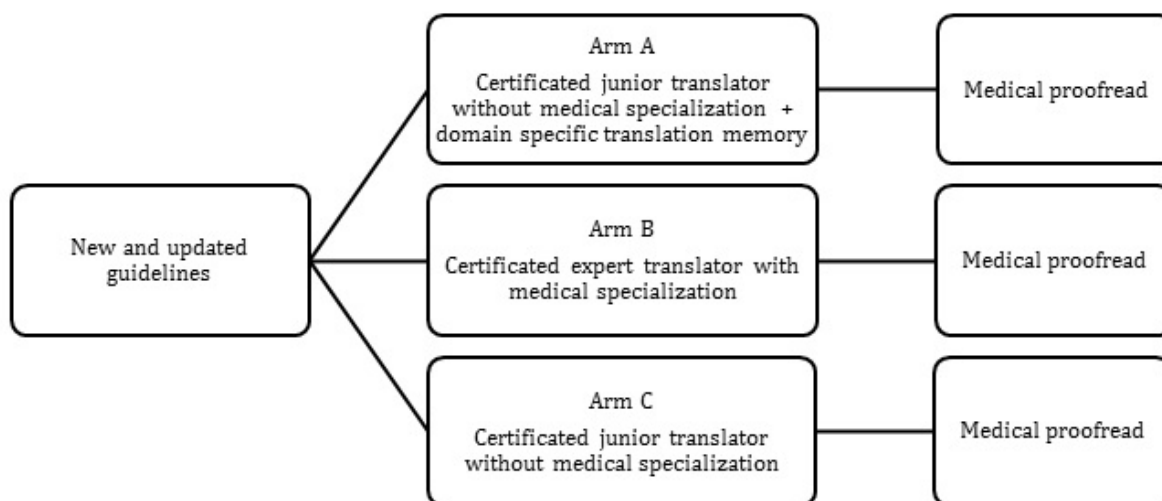 New and updated
guidelines
Arm A
Certificated junior translator
without medical specialization +
domain specific translation memory
Medical proofread
Arm B
Certificated expert translator with
medical specialization
Medical proofread
Arm C
Certificated junior translator
without medical specialization
Medical proofread